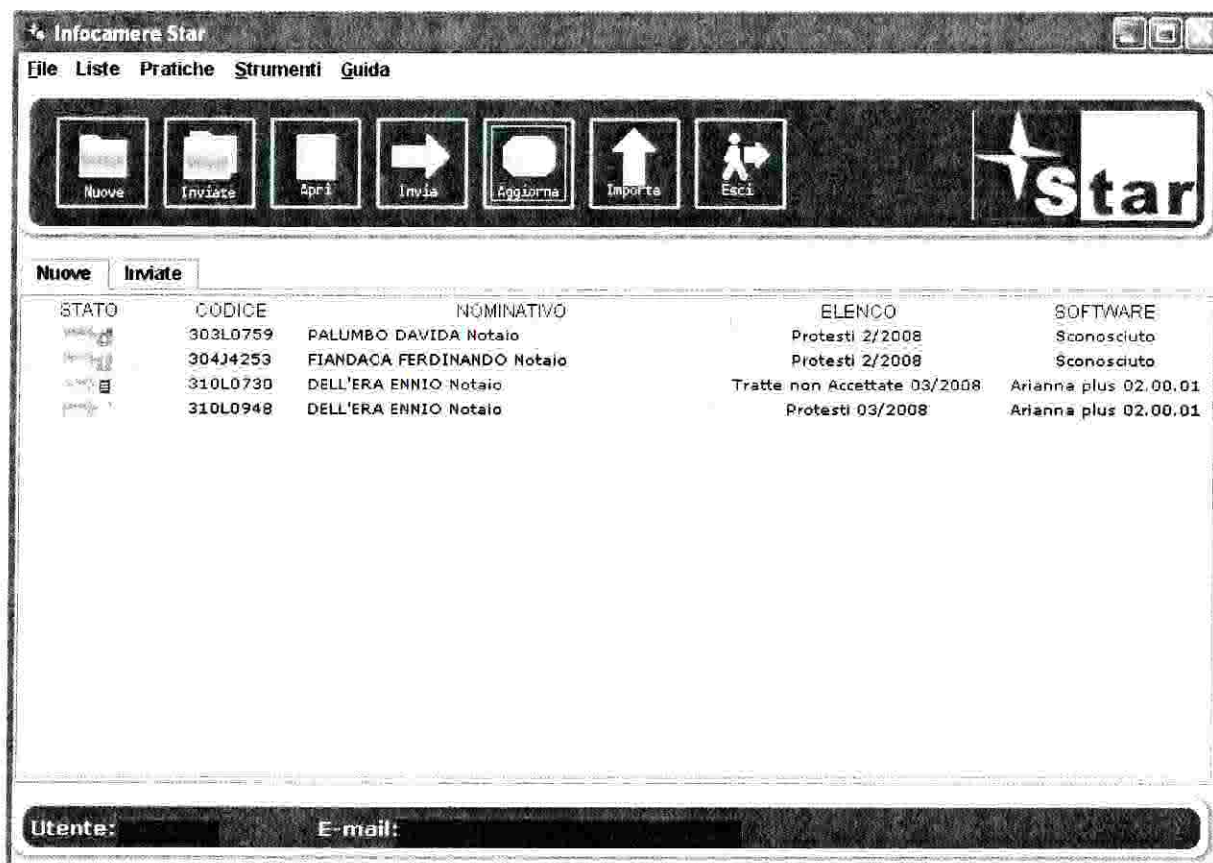 Infocamere Star
File Liste Pratiche Strumenti Guida
Nuove Inviate Apri Invia Aggiorna Importa Esci
Star
Nuove Inviate
STATO CODICE NOMINATIVO ELENCO SOFTWARE
303L0759 PALUMBO DAVIDA Notaio Protesti 2/2008 Sconosciuto
304J4253 FIANDACA FERDINANDO Notaio Protesti 2/2008 Sconosciuto
310L0730 DELL'ERA ENNIO Notaio Tratte non Accettate 03/2008 Arianna plus 02.00.01
310L0948 DELL'ERA ENNIO Notaio Protesti 03/2008 Arianna plus 02.00.01
Utente: E-mail: